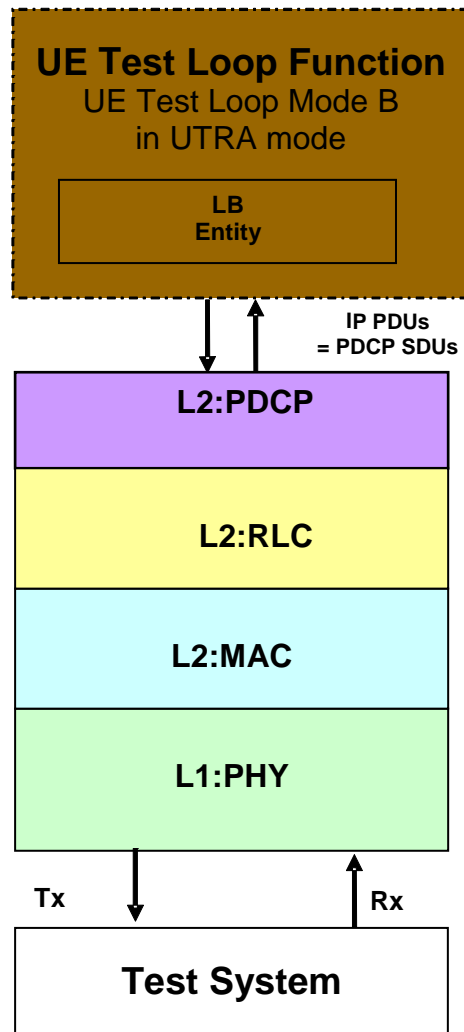 UE Test Loop Function
UE Test Loop Mode B
in UTRA mode
LB
Entity
IP PDUs
= PDCP SDUs
L2:PDCP
L2:RLC
L2:MAC
L1:PHY
Tx
Rx
Test System